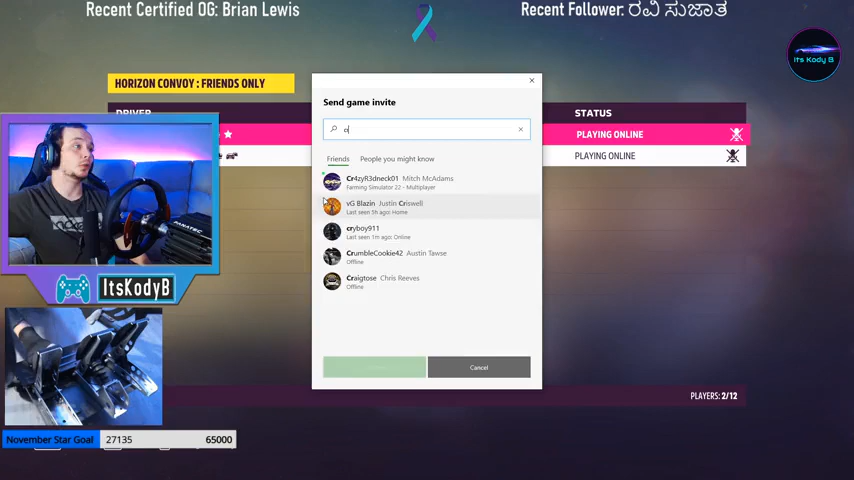 Recent Certified OG: Brian Lewis
Recent Follower: ರವಿ ಸುಜಾತ
Its Kody B
HORIZON CONVOY : FRIENDS ONLY
DRIVER
STATUS
PLAYING ONLINE
PLAYING ONLINE
Send game invite
Friends
People you might know
Cr4zyR3dneck01 Mitch McAdams
Farming Simulator 22 - Multiplayer
vG Blazin Justin Criswell
Last seen 5h ago: Home
cryboy911
Last seen 1m ago: Online
CrumbleCookie42 Austin Tawse
Offline
Craigtose Chris Reeves
Offline
Cancel
FANATEC
ItsKodyB
PLAYERS: 2/12
November Star Goal
27135
65000